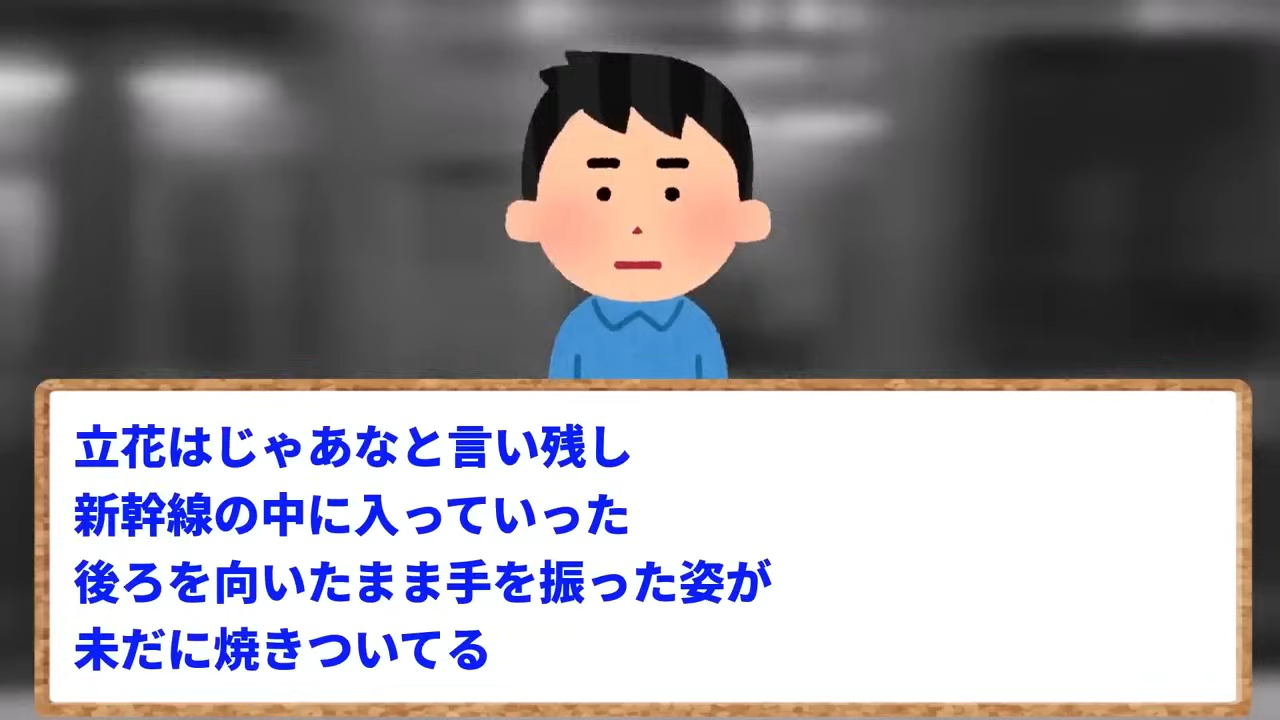 立花はじゃあなと言い残し
新幹線の中に入っていった
後ろを向いたまま手を振った姿が
未だに焼きついてる